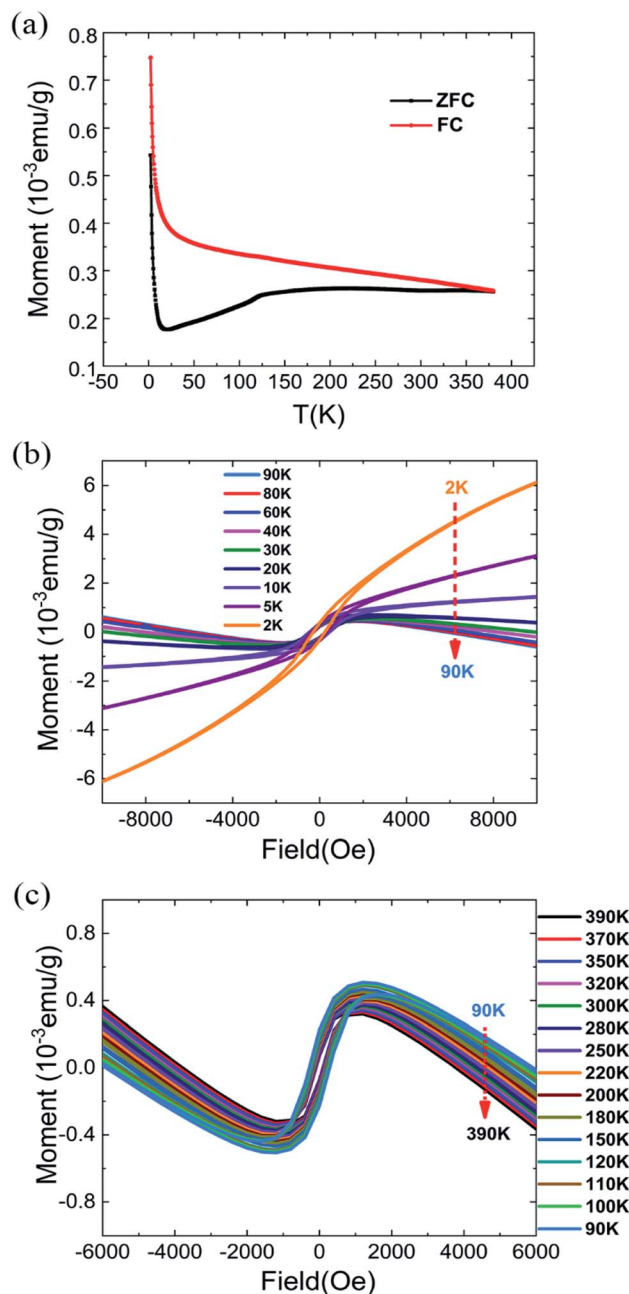 (a)
0.8
0.7
0.6
0.5
0.4
0.3
0.2
0.1
Moment (10-3emu/g)
ZFC
FC
-50 0 50 100 150 200 250 300 350 400
T(K)
(b)
6
4
2
0
-2
-4
-6
Moment (10-3emu/g)
90K
80K
60K
40K
30K
20K
10K
5K
2K
2K
90K
-8000 -4000 0 4000 8000
Field(Oe)
(c)
0.8
0.4
0.0
-0.4
-0.8
Moment (10-3emu/g)
90K
390K
390K
370K
350K
320K
300K
280K
250K
220K
200K
180K
150K
120K
110K
100K
90K
-6000 -4000 -2000 0 2000 4000 6000
Field(Oe)